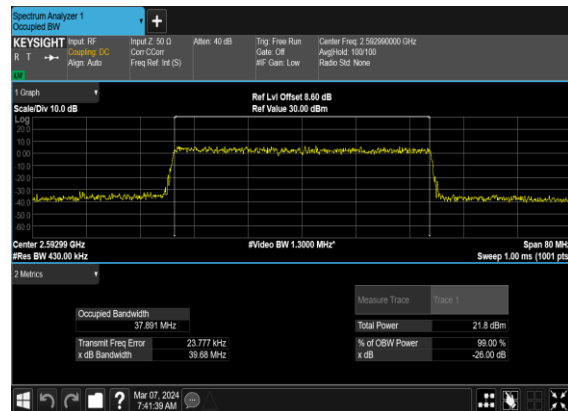 Spectrum Analyzer 1
Occupied BW
+
KEYSIGHT Input: RF Input Z: 50 Ω Atten: 40 dB Trig: Free Run Center Freq: 2.592990000 GHz
R T Coupling: DC Corr CCorr Gate: Off Avg|Hold: 100/100
Align: Auto Freq Ref: Int (S) #IF Gain: Low Radio Std: None
1 Graph
Ref Lvl Offset 8.60 dB
Scale/Div 10.0 dB Ref Value 30.00 dBm
Log
20.0
10.0
0.00
-10.0
-20.0
-30.0
-40.0
-50.0
-60.0
Center 2.59299 GHz #Video BW 1.3000 MHz* Span 80 MHz
#Res BW 430.00 kHz Sweep 1.00 ms (1001 pts)
2 Metrics
Measure Trace Trace 1
Occupied Bandwidth
37.891 MHz Total Power 21.8 dBm
Transmit Freq Error 23.777 kHz % of OBW Power 99.00 %
x dB Bandwidth 39.68 MHz x dB -26.00 dB
? Mar 07, 2024
7:41:39 AM